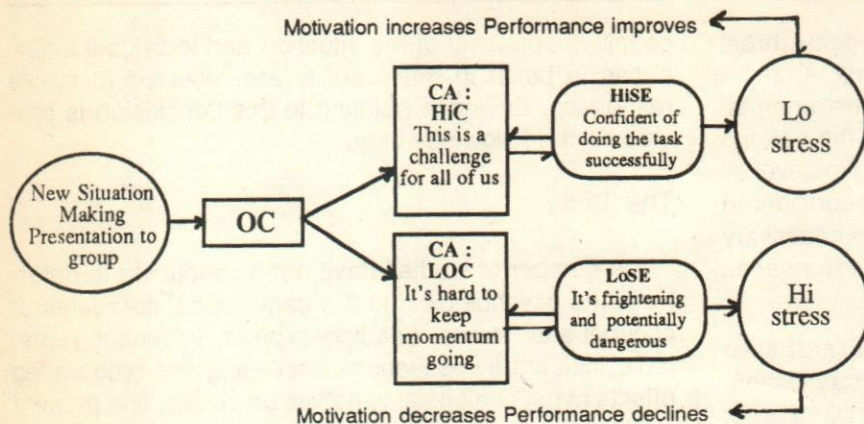 Motivation increases Performance improves
New Situation
Making
Presentation to
group
OC
CA :
HiC
This is a
challenge
for all of us
HiSE
Confident of
doing the task
successfully
Lo
stress
CA :
LOC
It's hard to
keep
momentum
going
LoSE
It's frightening
and potentially
dangerous
Hi
stress
Motivation decreases Performance declines